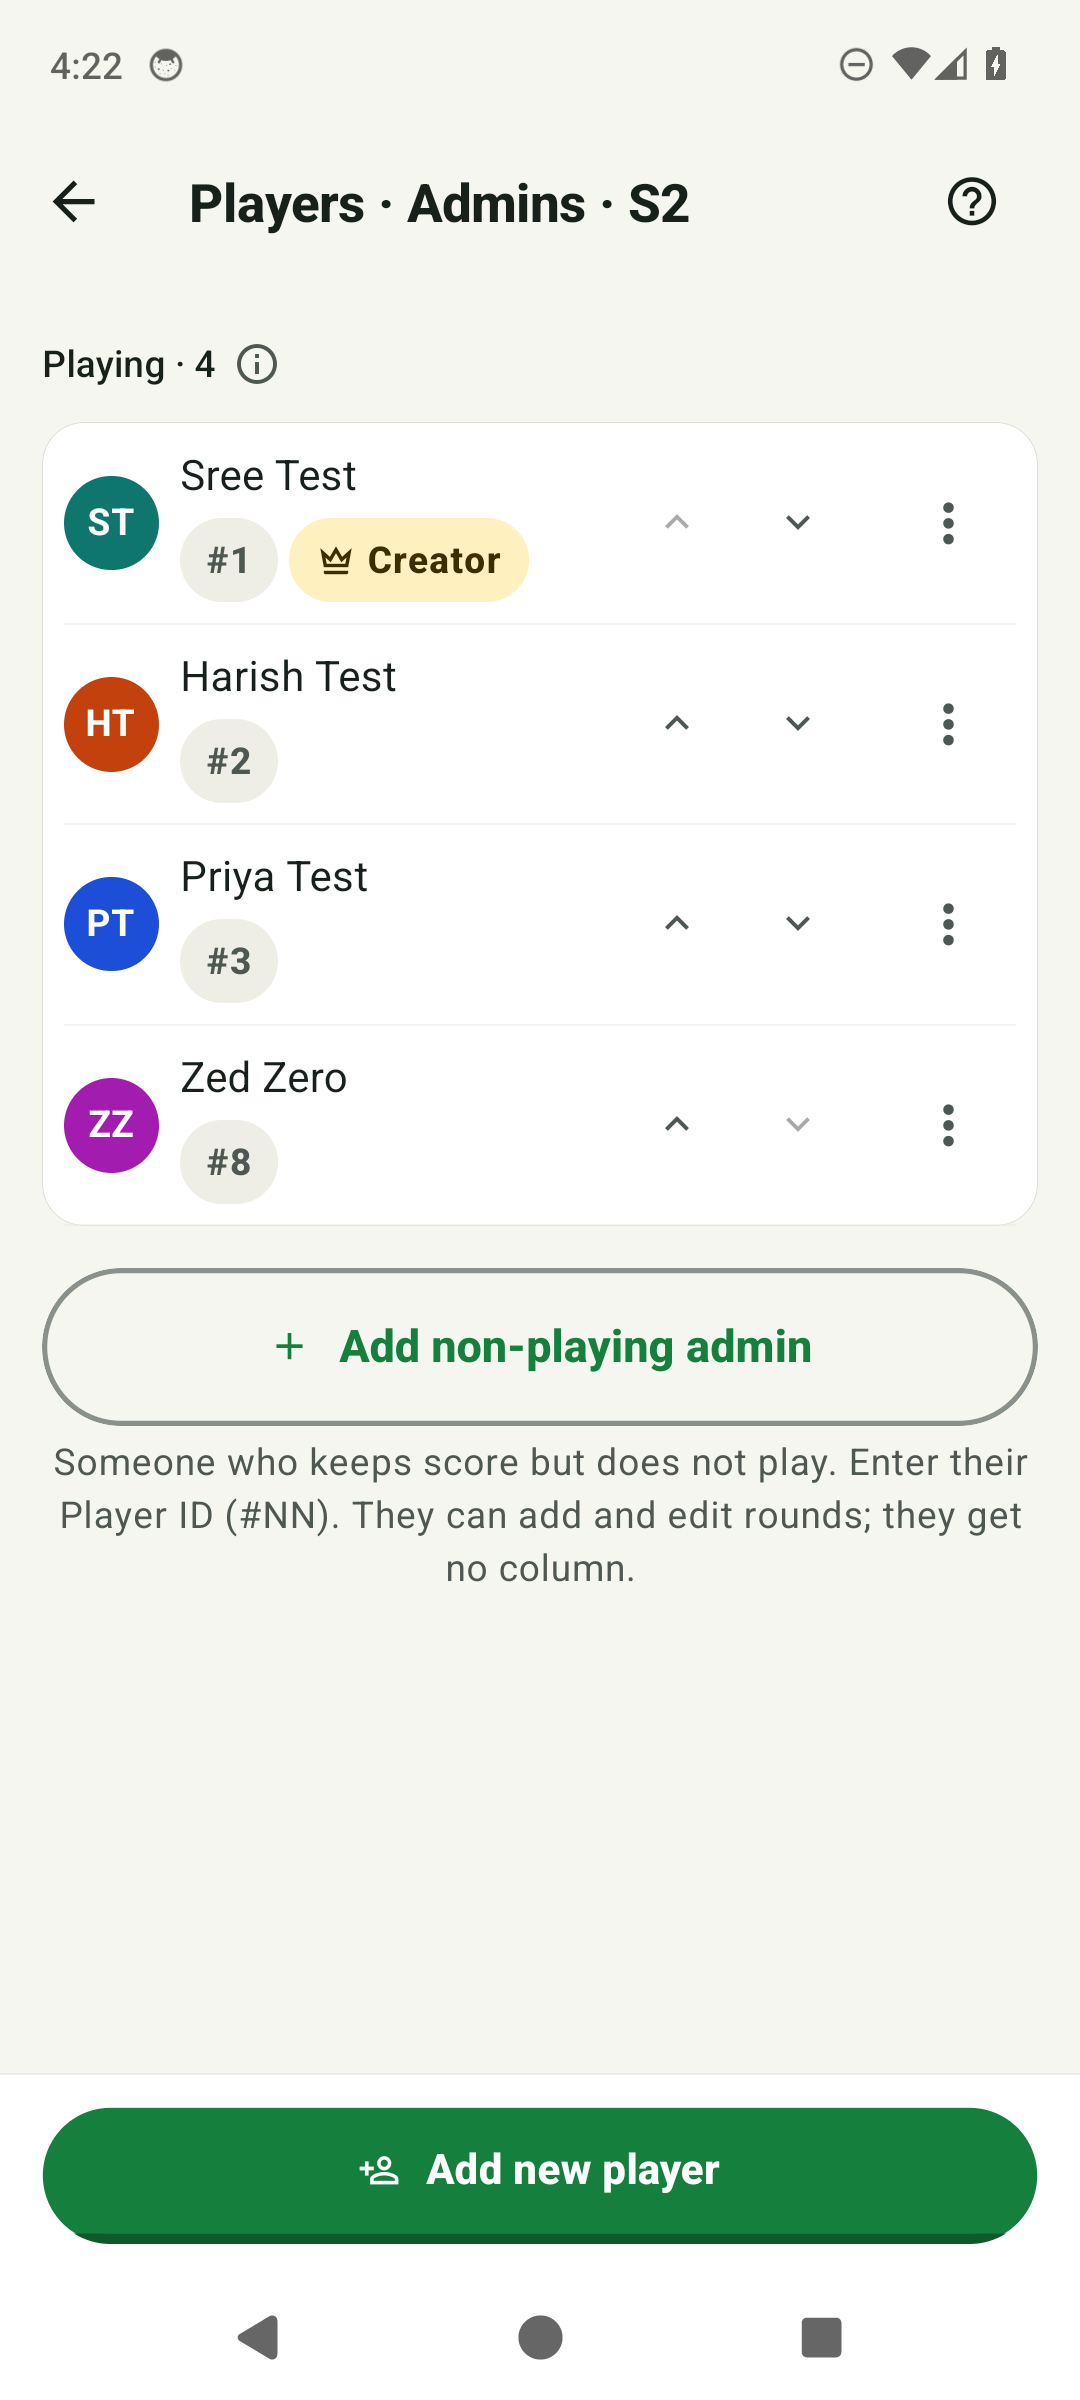 4:22
Players · Admins · S2
Playing · 4
ST
Sree Test
#1
Creator
HT
Harish Test
#2
PT
Priya Test
#3
ZZ
Zed Zero
#8
+ Add non-playing admin
Someone who keeps score but does not play. Enter their
Player ID (#NN). They can add and edit rounds; they get
no column.
Add new player